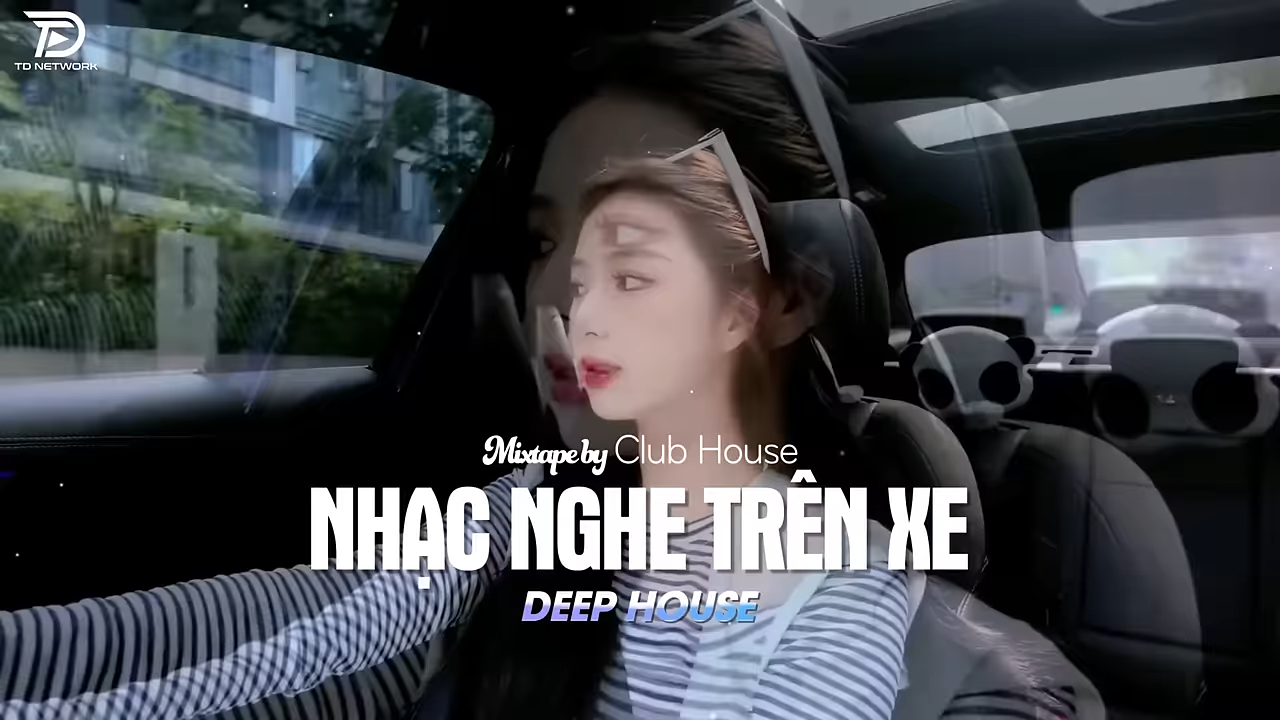 TD NETWORK
Mixtape by Club House
NHẠC NGHE TRÊN XE
DEEP HOUSE